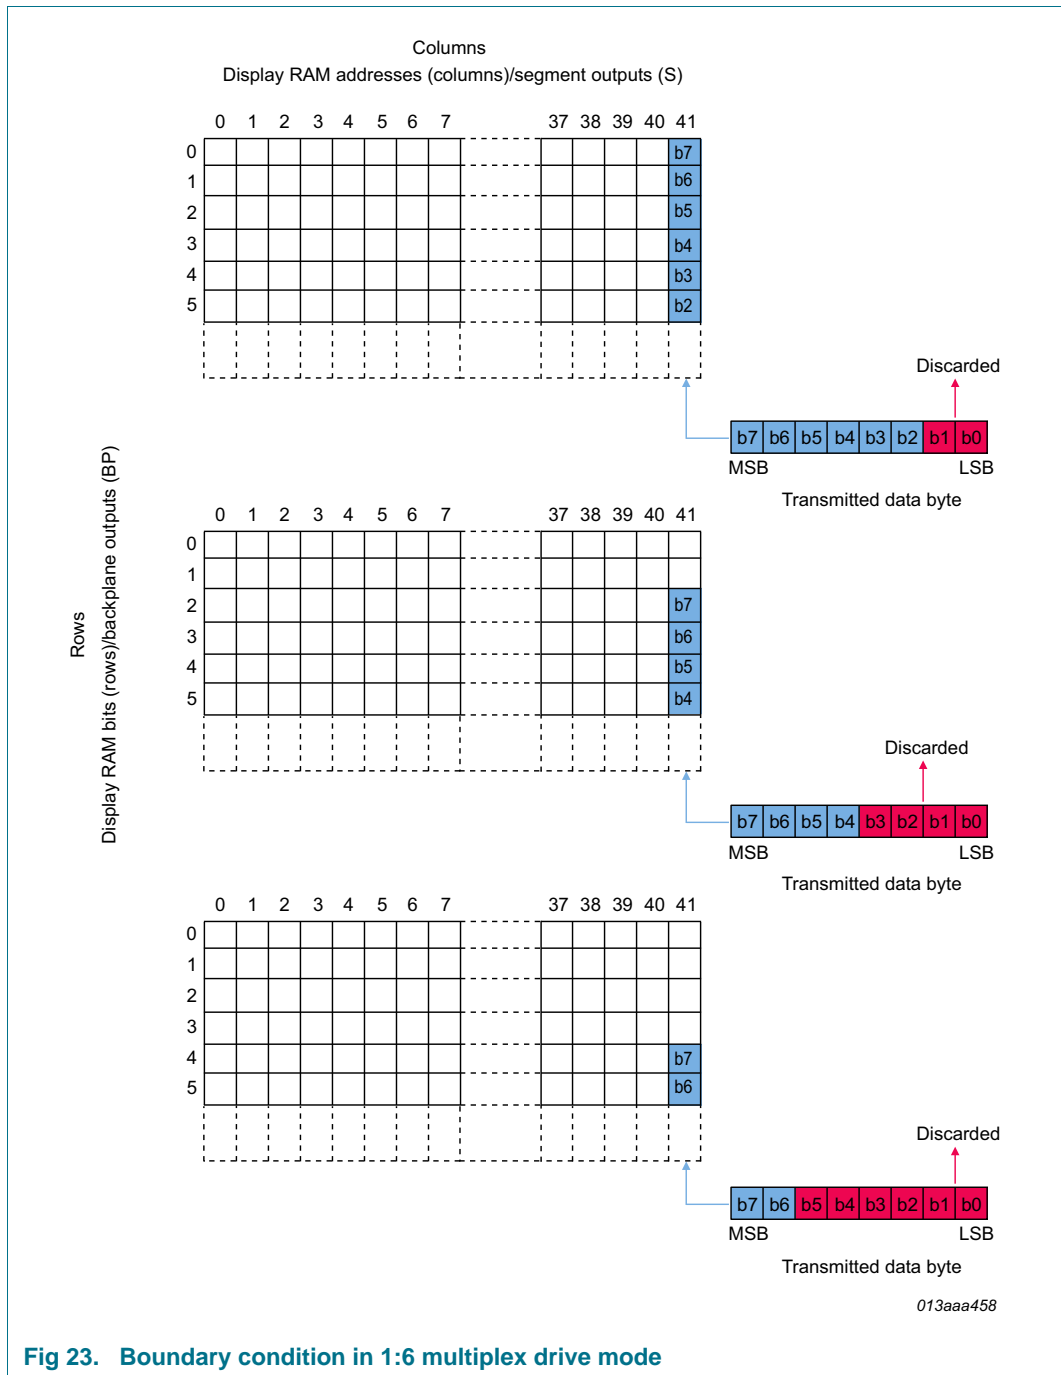 Columns
Display RAM addresses (columns)/segment outputs (S)
0 1 2 3 4 5 6 7 37 38 39 40 41
0 b7
1 b6
2 b5
3 b4
4 b3
5 b2
Discarded
b7 b6 b5 b4 b3 b2 b1 b0
MSB LSB
Transmitted data byte
Rows
Display RAM bits (rows)/backplane outputs (BP)
0 1 2 3 4 5 6 7 37 38 39 40 41
0
1
2 b7
3 b6
4 b5
5 b4
Discarded
b7 b6 b5 b4 b3 b2 b1 b0
MSB LSB
Transmitted data byte
0 1 2 3 4 5 6 7 37 38 39 40 41
0
1
2
3
4 b7
5 b6
Discarded
b7 b6 b5 b4 b3 b2 b1 b0
MSB LSB
Transmitted data byte
013aaa458
Fig 23. Boundary condition in 1:6 multiplex drive mode